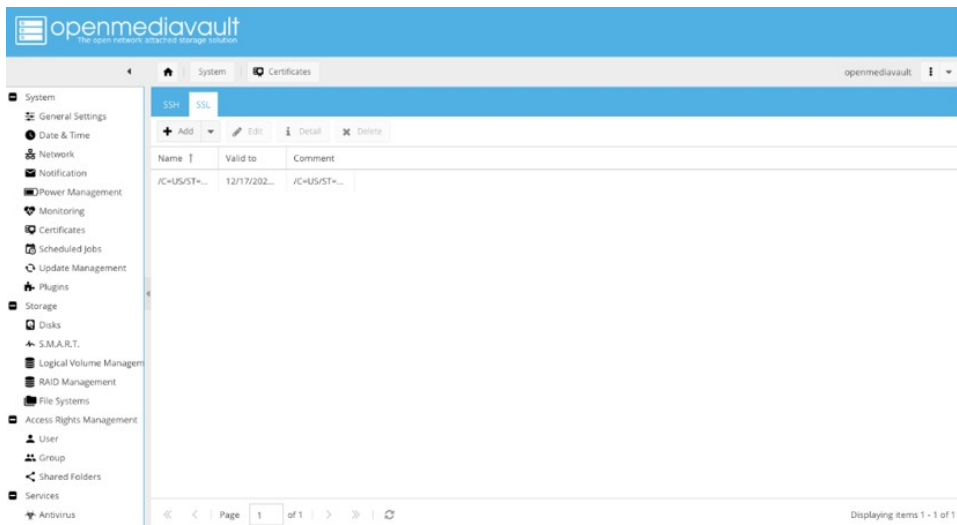 openmediavault
The open network attached storage solution
System
Certificates
openmediavault
System
General Settings
Date & Time
Network
Notification
Power Management
Monitoring
Certificates
Scheduled Jobs
Update Management
Plugins
Storage
Disks
S.M.A.R.T.
Logical Volume Managem
RAID Management
File Systems
Access Rights Management
User
Group
Shared Folders
Services
Antivirus
SSH SSL
Add Edit Detail Delete
Name Valid to Comment
/C=US/ST=... 12/17/202... /C=US/ST=...
Page 1 of 1
Displaying items 1 - 1 of 1